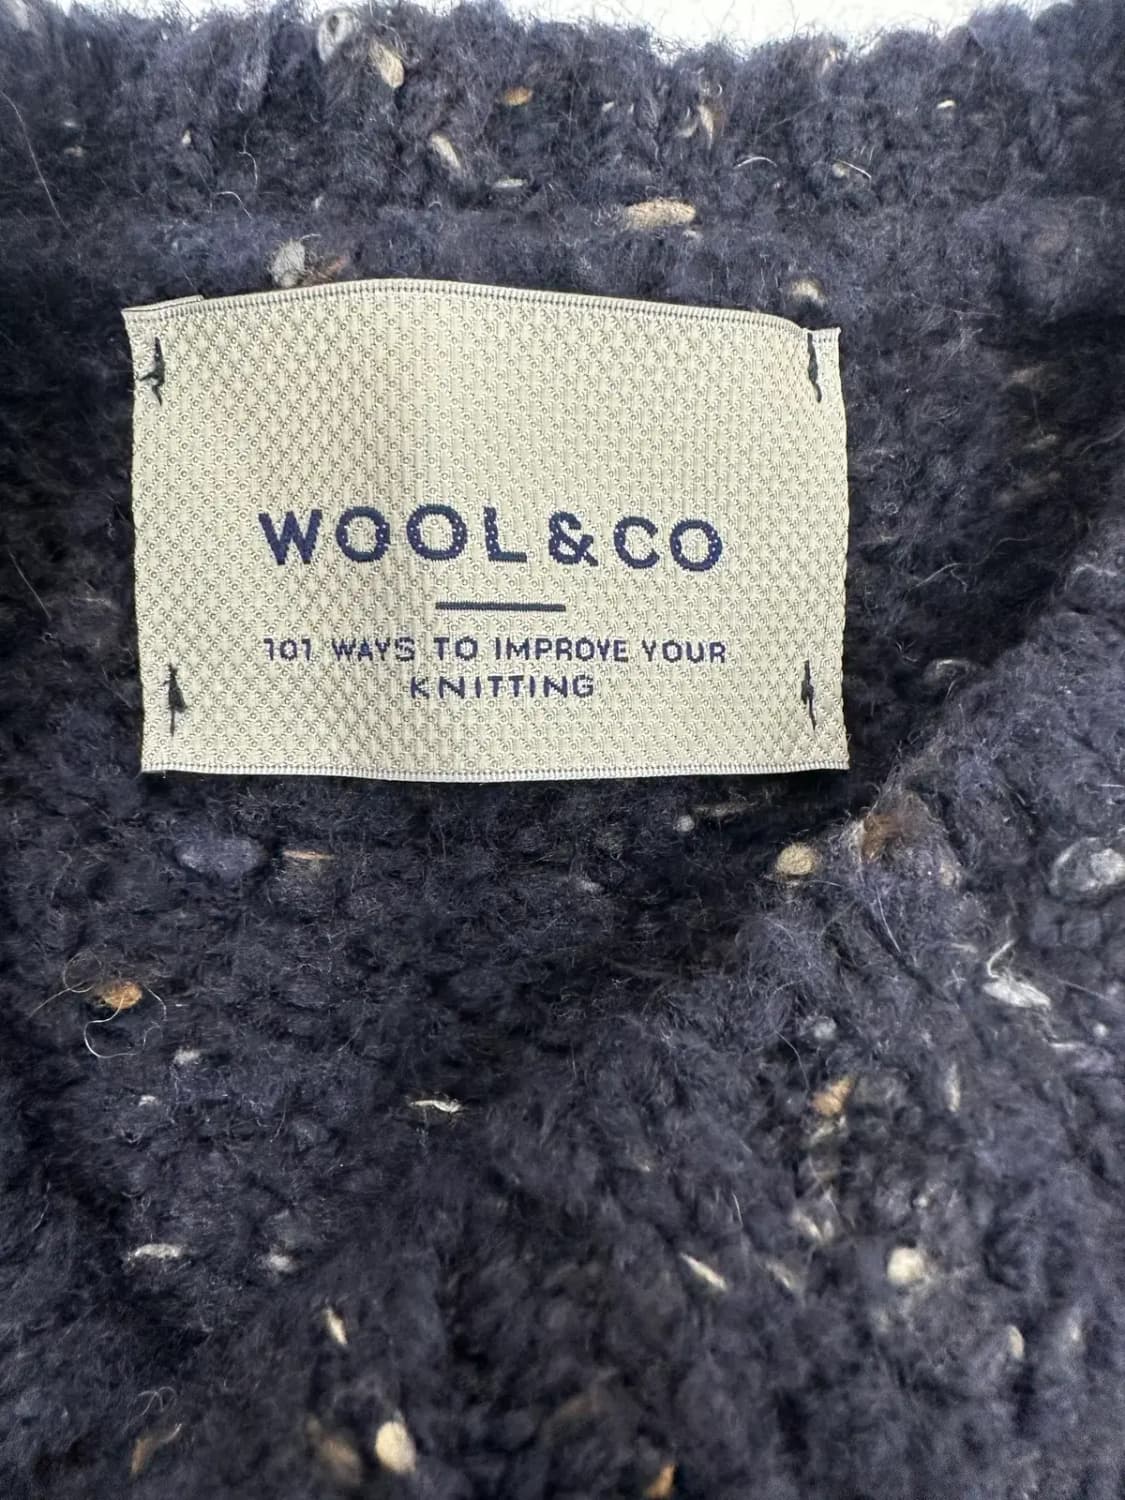 WOOL&CO
101 WAYS TO IMPROVE YOUR
KNITTING